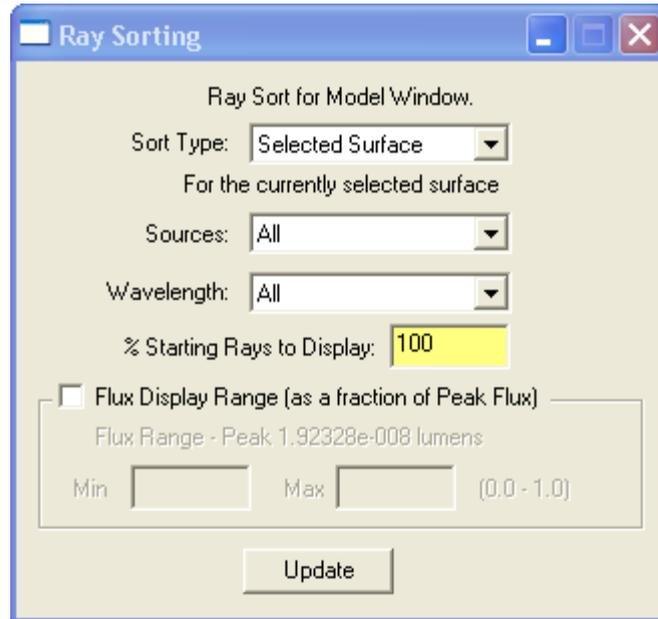 Ray Sorting
Ray Sort for Model Window.
Sort Type: Selected Surface
For the currently selected surface
Sources: All
Wavelength: All
% Starting Rays to Display: 100
Flux Display Range (as a fraction of Peak Flux)
Flux Range - Peak 1.92328e-008 lumens
Min Max (0.0 - 1.0)
Update